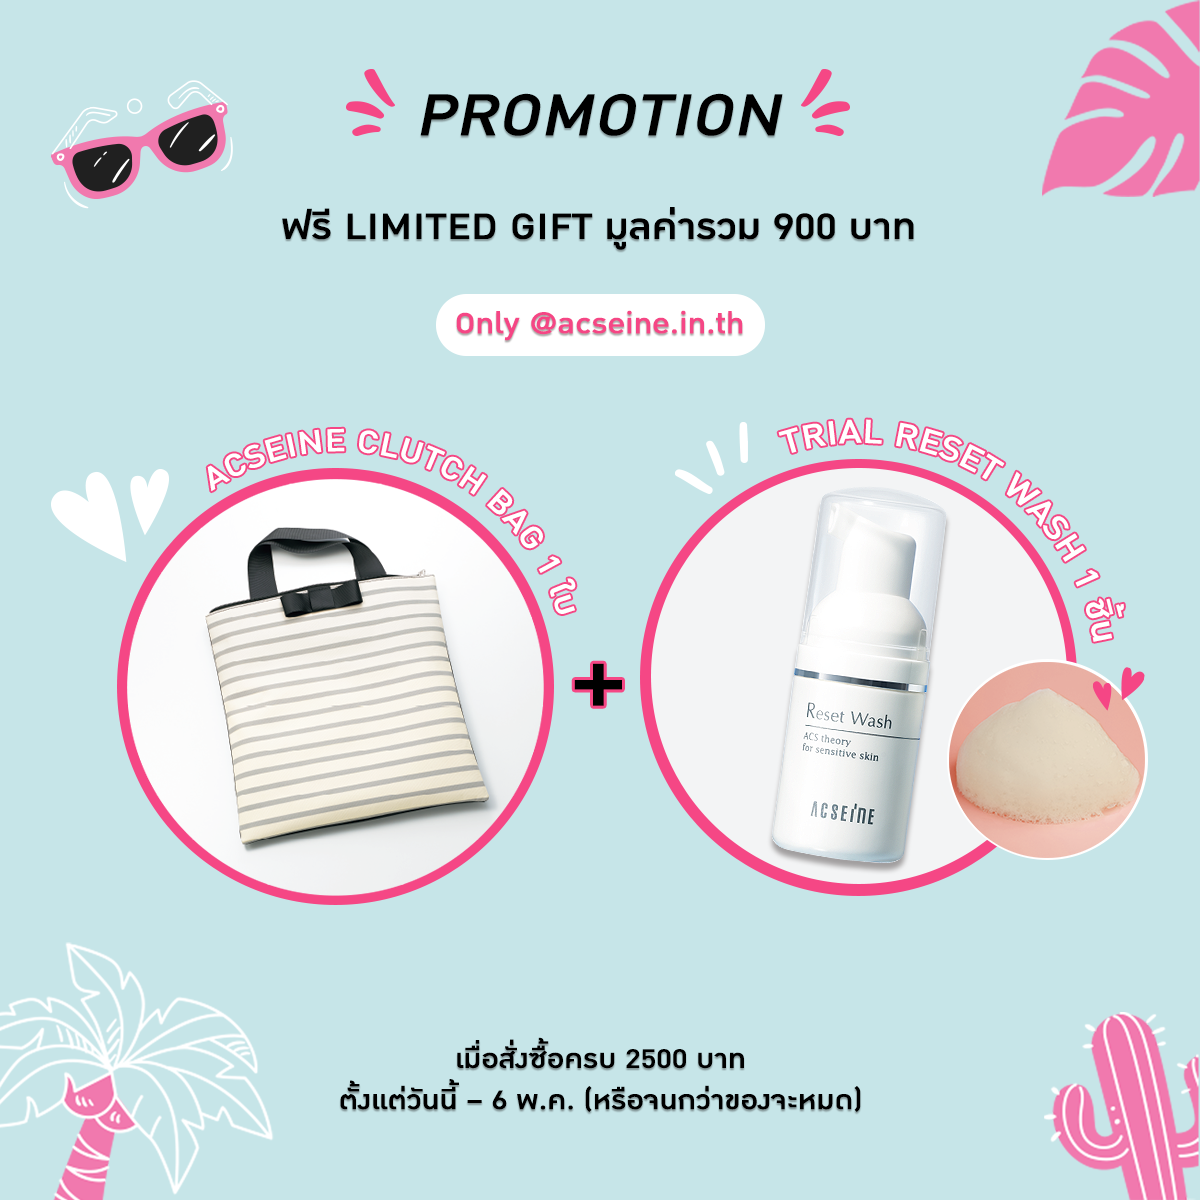 PROMOTION
ฟรี LIMITED GIFT มูลค่ารวม 900 บาท
Only @acseine.in.th
ACSEINE CLUTCH BAG 1 ใบ
TRIAL RESET WASH 1 ชิ้น
Reset Wash
ACS theory
for sensitive skin
ACSEINE
เมื่อสั่งซื้อครบ 2500 บาท
ตั้งแต่วันนี้ – 6 พ.ค. (หรือจนกว่าของจะหมด)